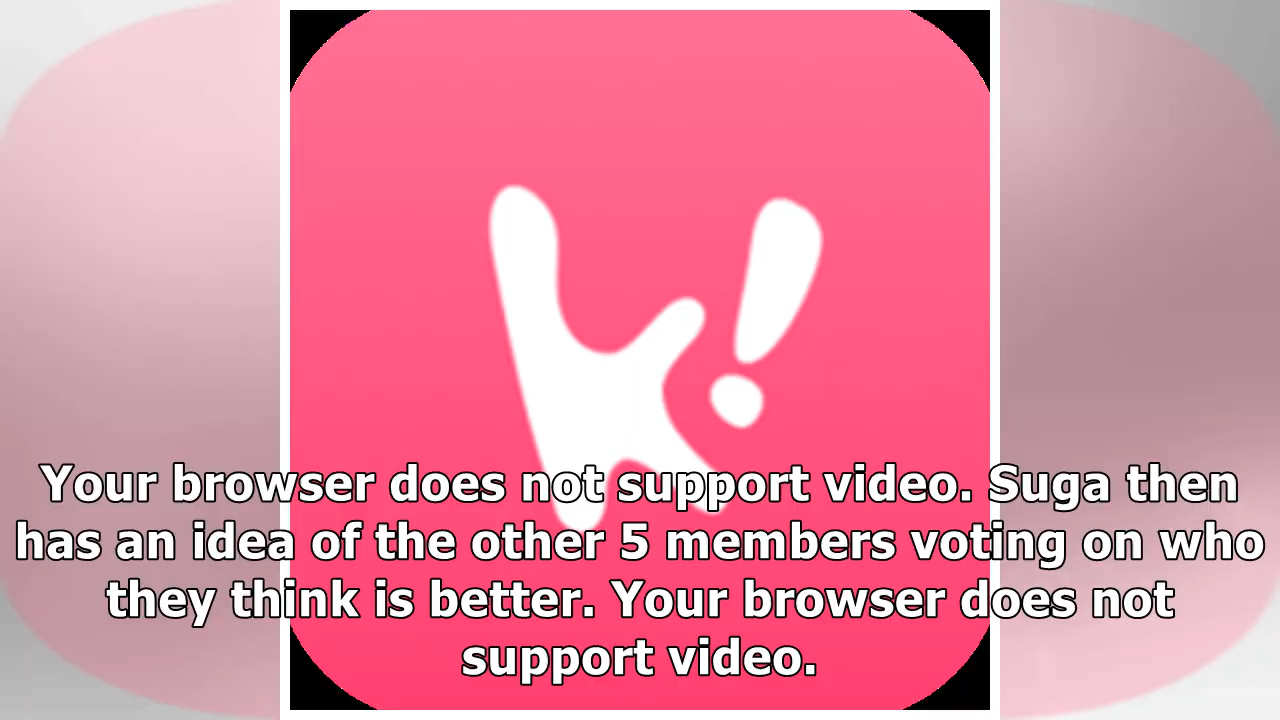 k!
Your browser does not support video. Suga then
has an idea of the other 5 members voting on who
they think is better. Your browser does not
support video.